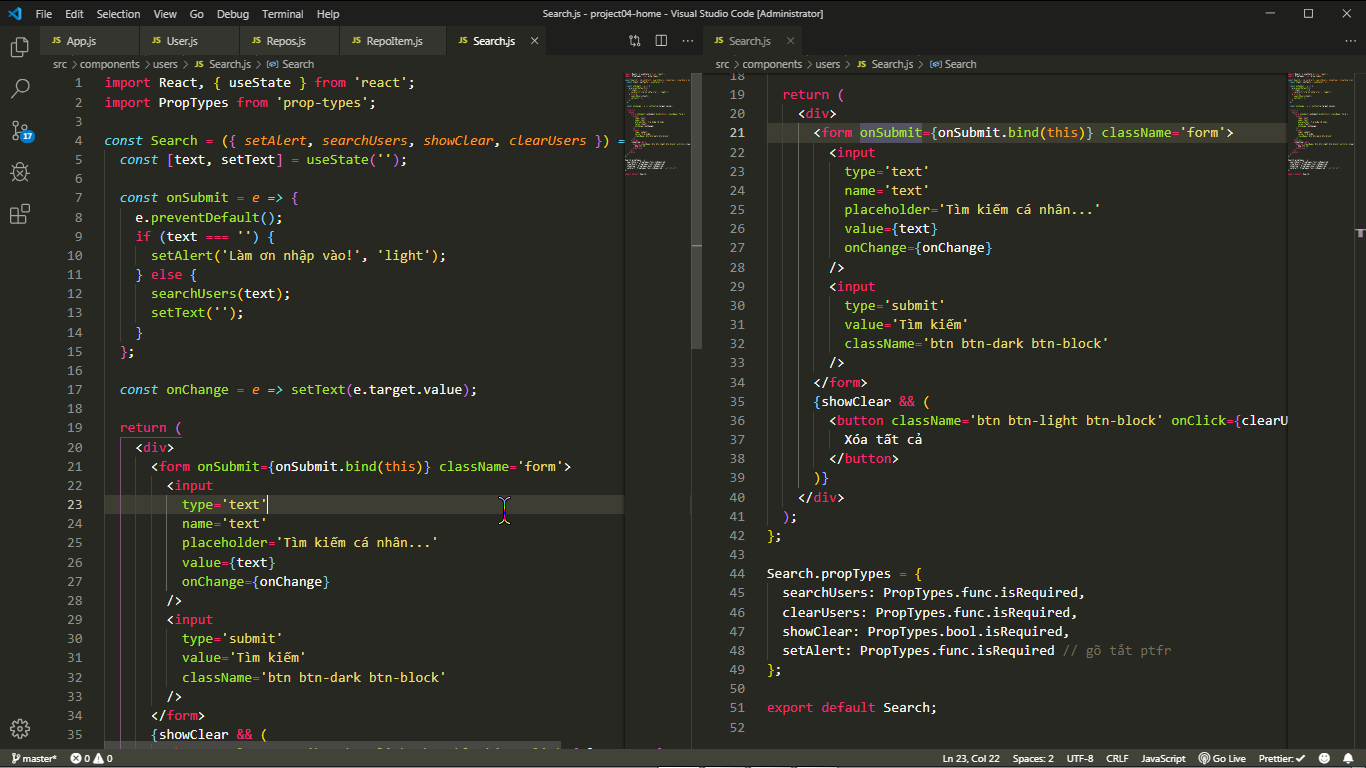 File Edit Selection View Go Debug Terminal Help
Search.js - project04-home - Visual Studio Code [Administrator]
JS App.js
JS User.js
JS Repos.js
JS RepoItem.js
JS Search.js
src > components > users > JS Search.js > Search
17
1 import React, { useState } from 'react';
2 import PropTypes from 'prop-types';
3
4 const Search = ({ setAlert, searchUsers, showClear, clearUsers }) =
5 const [text, setText] = useState('');
6
7 const onSubmit = e => {
8 e.preventDefault();
9 if (text === '') {
10 setAlert('Làm ơn nhập vào!', 'light');
11 } else {
12 searchUsers(text);
13 setText('');
14 }
15 };
16
17 const onChange = e => setText(e.target.value);
18
19 return (
20 <div>
21 <form onSubmit={onSubmit.bind(this)} className='form'>
22 <input
23 type='text'
24 name='text'
25 placeholder='Tìm kiếm cá nhân...'
26 value={text}
27 onChange={onChange}
28 />
29 <input
30 type='submit'
31 value='Tìm kiếm'
32 className='btn btn-dark btn-block'
33 />
34 </form>
35 {showClear && (
JS Search.js
src > components > users > JS Search.js > Search
18
19 return (
20 <div>
21 <form onSubmit={onSubmit.bind(this)} className='form'>
22 <input
23 type='text'
24 name='text'
25 placeholder='Tìm kiếm cá nhân...'
26 value={text}
27 onChange={onChange}
28 />
29 <input
30 type='submit'
31 value='Tìm kiếm'
32 className='btn btn-dark btn-block'
33 />
34 </form>
35 {showClear && (
36 <button className='btn btn-light btn-block' onClick={clearU
37 Xóa tất cả
38 </button>
39 )}
40 </div>
41 );
42 };
43
44 Search.propTypes = {
45 searchUsers: PropTypes.func.isRequired,
46 clearUsers: PropTypes.func.isRequired,
47 showClear: PropTypes.bool.isRequired,
48 setAlert: PropTypes.func.isRequired // gõ tắt ptfr
49 };
50
51 export default Search;
52
master* 0 0
Ln 23, Col 22 Spaces: 2 UTF-8 CRLF JavaScript Go Live Prettier: ✓